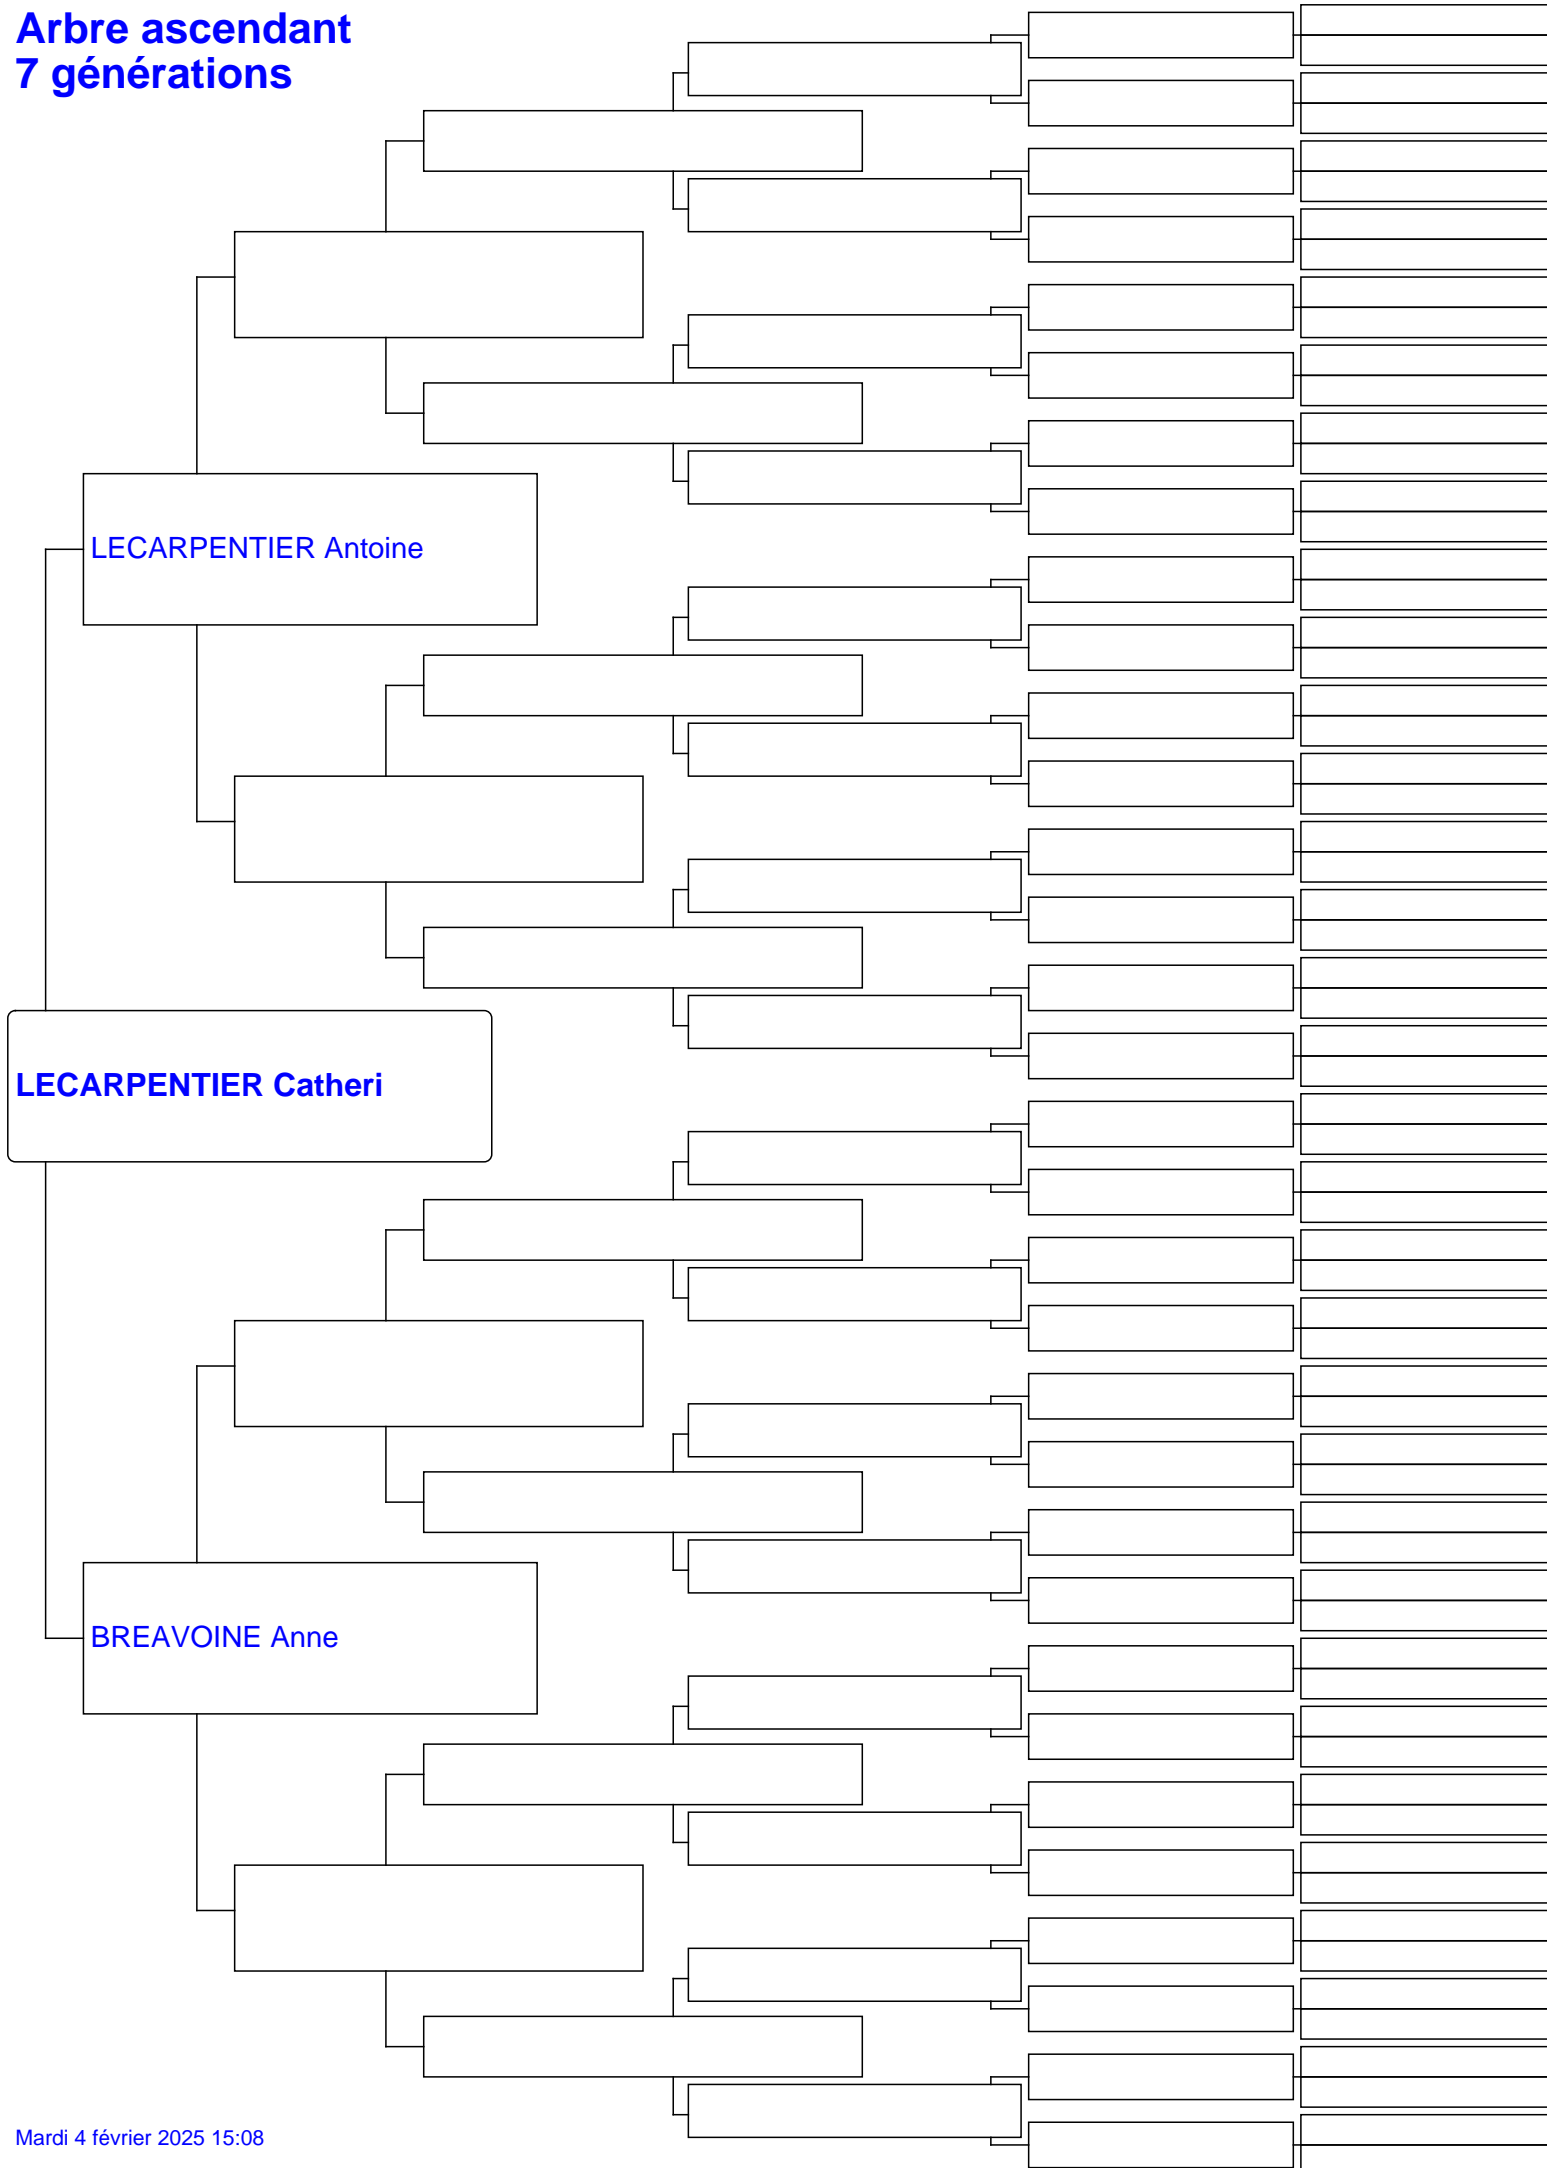 Arbre ascendant
7 générations
LECARPENTIER Antoine
LECARPENTIER Catheri
BREAVOINE Anne
Mardi 4 février 2025 15:08